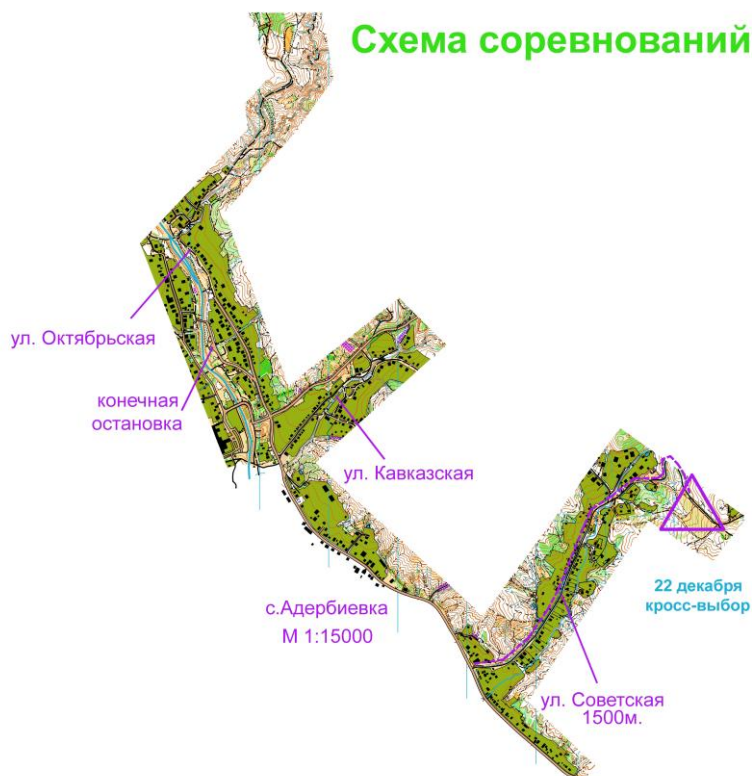 Схема соревнований
ул. Октябрьская
конечная
остановка
ул. Кавказская
22 декабря
кросс-выбор
с.Адербиевка
М 1:15000
ул. Советская
1500м.